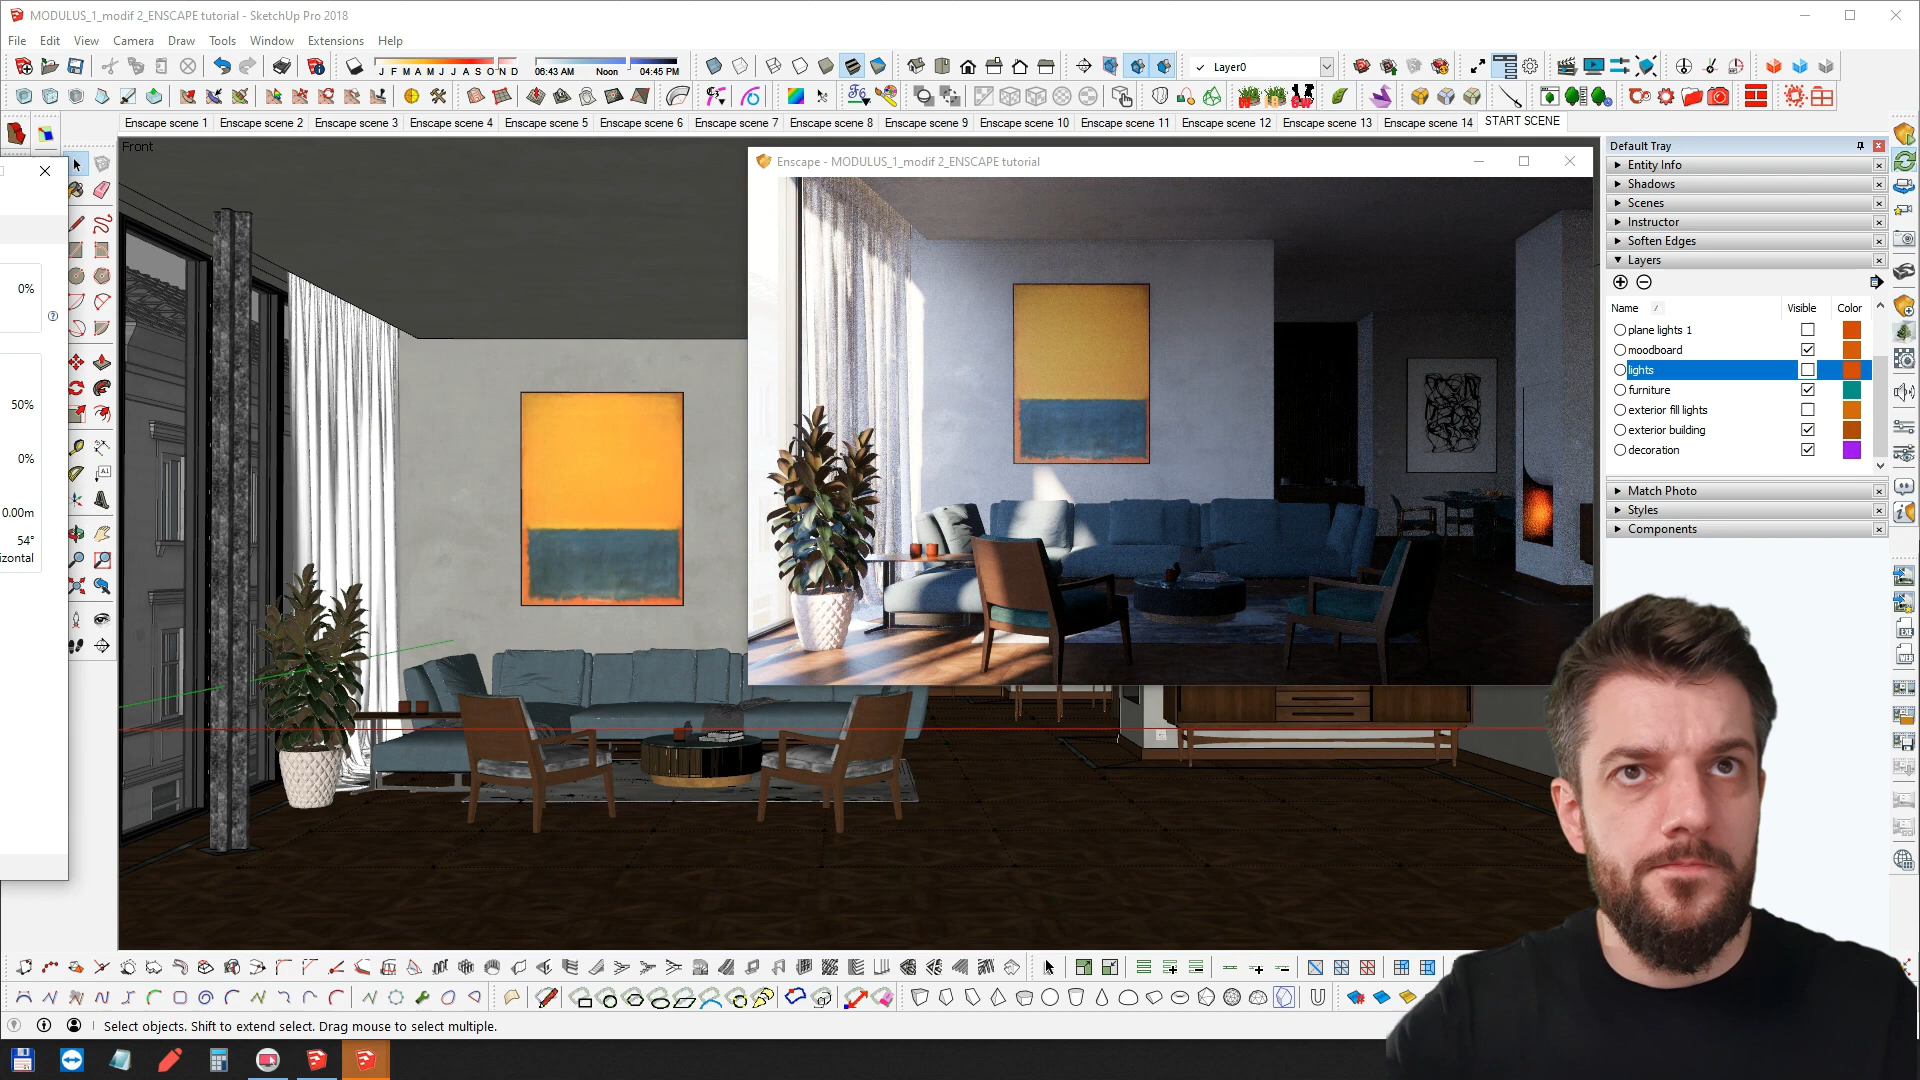 MODULUS_1_modif 2_ENSCAPE tutorial - SketchUp Pro 2018
File Edit View Camera Draw Tools Window Extensions Help
J F M A M J J A S O N D 06:43 AM Noon 04:45 PM Layer0
Enscape scene 1 Enscape scene 2 Enscape scene 3 Enscape scene 4 Enscape scene 5 Enscape scene 6 Enscape scene 7 Enscape scene 8 Enscape scene 9 Enscape scene 10 Enscape scene 11 Enscape scene 12 Enscape scene 13 Enscape scene 14 START SCENE
Front
Enscape - MODULUS_1_modif 2_ENSCAPE tutorial
0%
50%
0%
0.00m
54°
izontal
Default Tray
Entity Info
Shadows
Scenes
Instructor
Soften Edges
Layers
Name Visible Color
plane lights 1
moodboard
lights
furniture
exterior fill lights
exterior building
decoration
Match Photo
Styles
Components
Select objects. Shift to extend select. Drag mouse to select multiple.